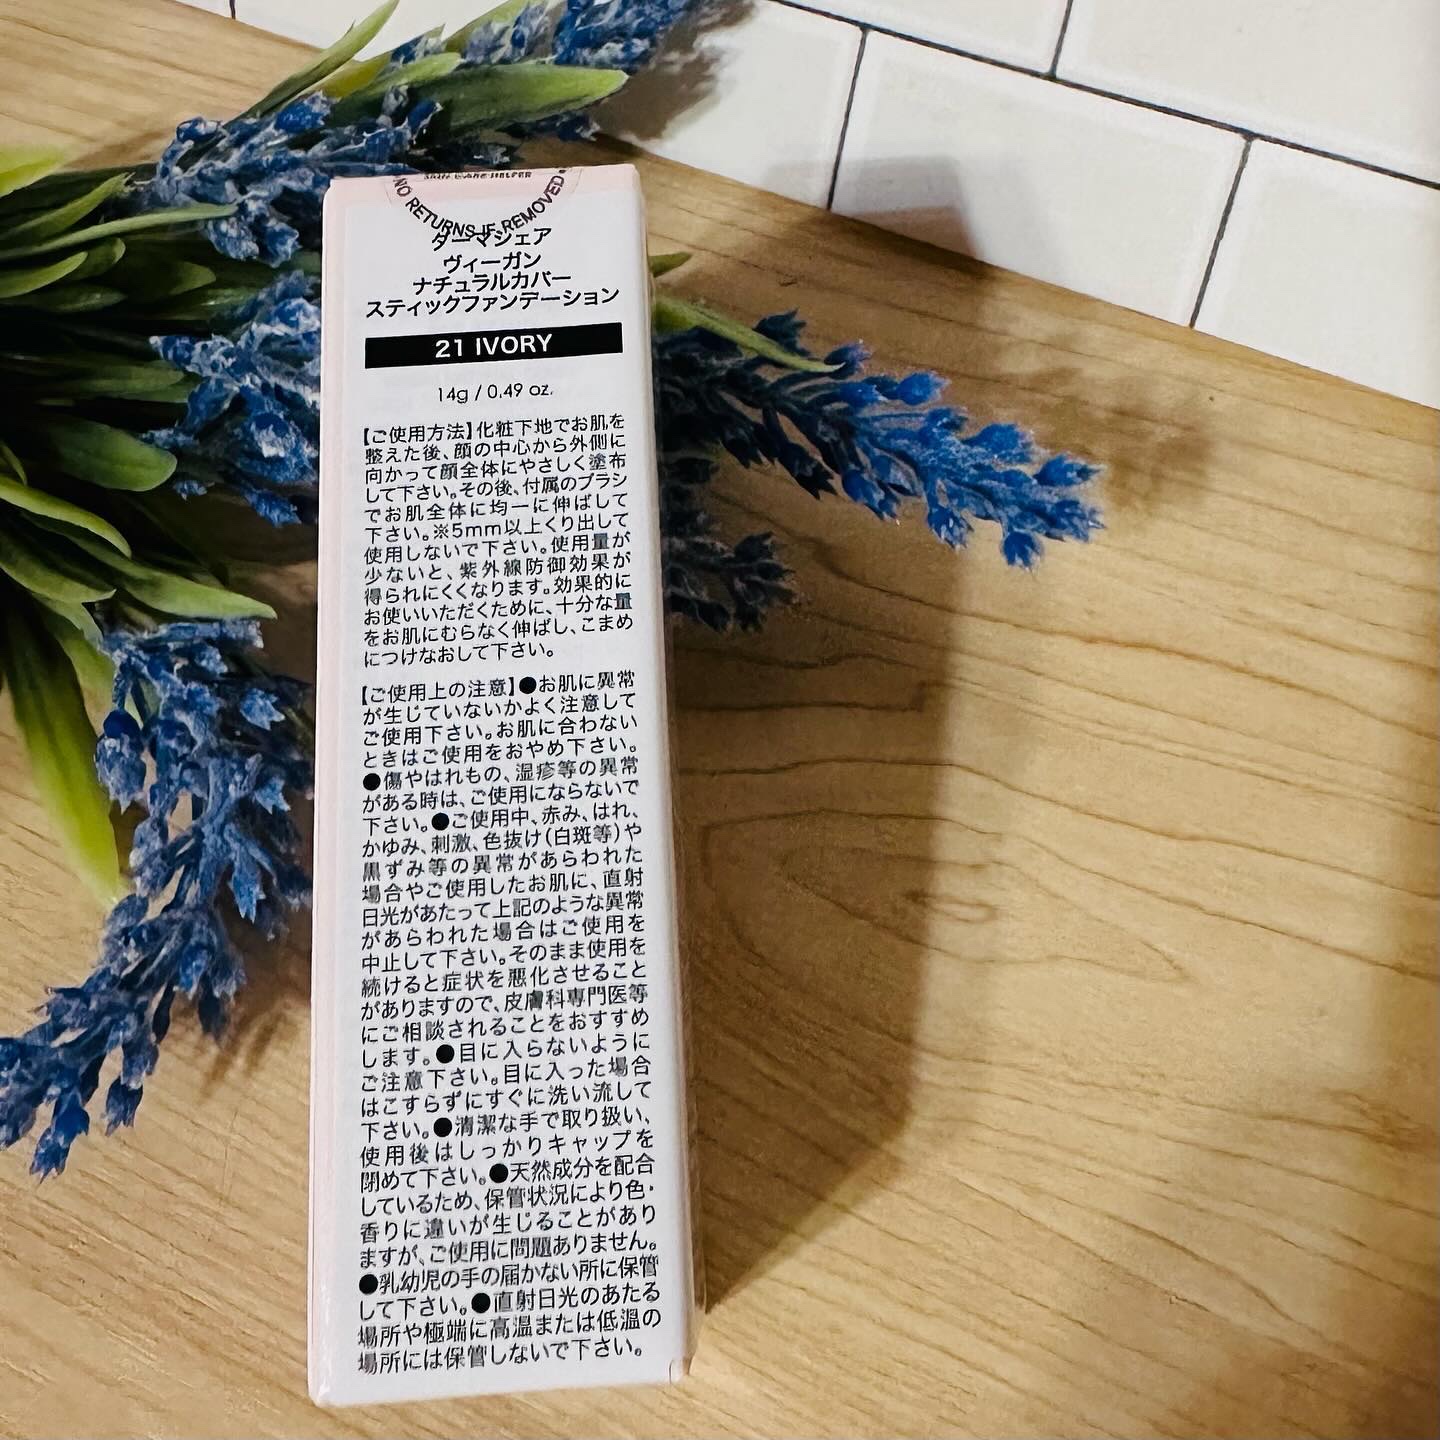 SKIN CARE HELPER
NO RETURNS IF REMOVED
ダーマシェア
ヴィーガン
ナチュラルカバー
スティックファンデーション
21 IVORY
14g / 0.49 oz.
【ご使用方法】化粧下地でお肌を
整えた後、顔の中心から外側に
向かって顔全体にやさしく塗布
して下さい。その後、付属のブラシ
でお肌全体に均一に伸ばして
下さい。※5mm以上くり出して
使用しないで下さい。使用量が
少ないと、紫外線防御効果が
得られにくくなります。効果的に
お使いいただくために、十分な量
をお肌にむらなく伸ばし、こまめ
につけなおして下さい。
【ご使用上の注意】●お肌に異常
が生じていないかよく注意して
ご使用下さい。お肌に合わない
ときはご使用をおやめ下さい。
●傷やはれもの、湿疹等の異常
がある時は、ご使用にならないで
下さい。●ご使用中、赤み、はれ、
かゆみ、刺激、色抜け(白斑等)や
黒ずみ等の異常があらわれた
場合やご使用したお肌に、直射
日光があたって上記のような異常
があらわれた場合はご使用を
中止して下さい。そのまま使用を
続けると症状を悪化させること
がありますので、皮膚科専門医等
にご相談されることをおすすめ
します。●目に入らないように
ご注意下さい。目に入った場合
はこすらずにすぐに洗い流して
下さい。●清潔な手で取り扱い、
使用後はしっかりキャップを
閉めて下さい。●天然成分を配合
しているため、保管状況により色・
香りに違いが生じることがあり
ますが、ご使用に問題ありません。
●乳幼児の手の届かない所に保管
して下さい。●直射日光のあたる
場所や極端に高温または低温の
場所には保管しないで下さい。